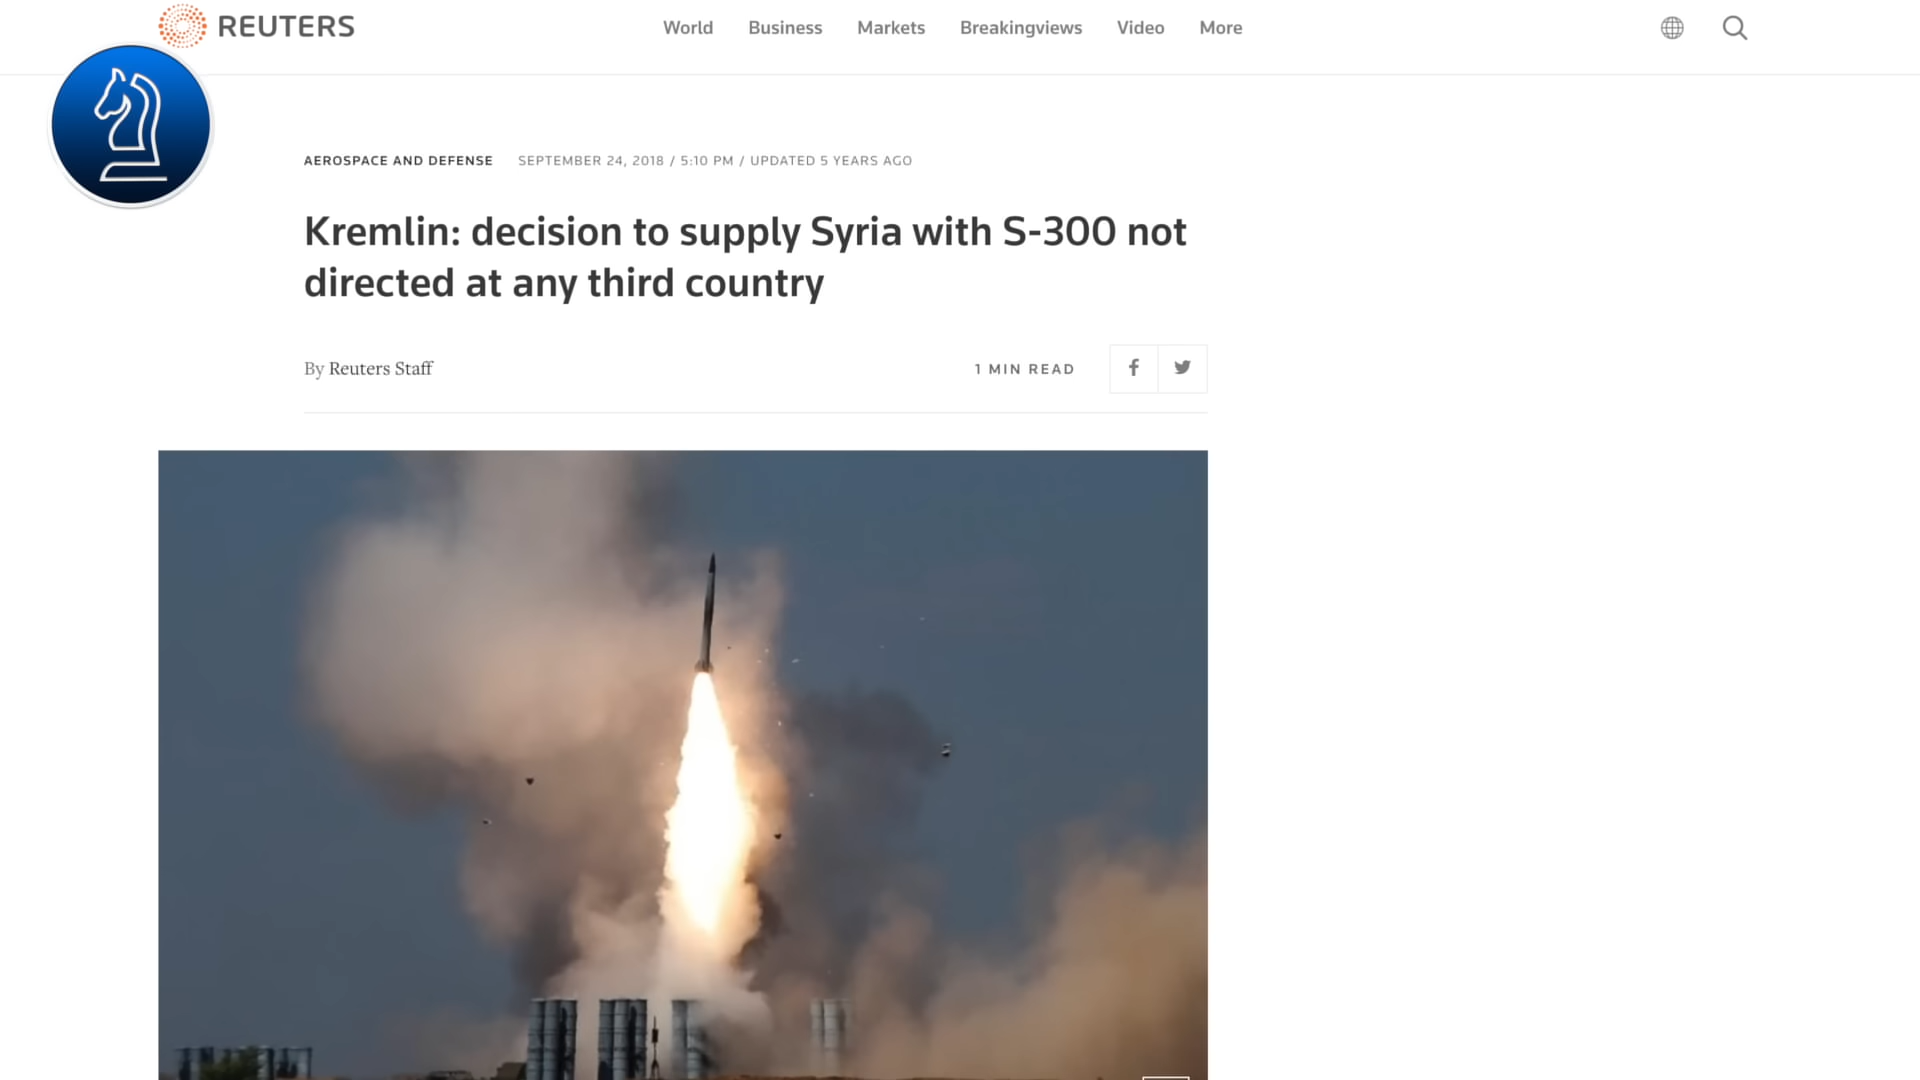 REUTERS
World Business Markets Breakingviews Video More
AEROSPACE AND DEFENSE SEPTEMBER 24, 2018 / 5:10 PM / UPDATED 5 YEARS AGO
Kremlin: decision to supply Syria with S-300 not
directed at any third country
By Reuters Staff 1 MIN READ